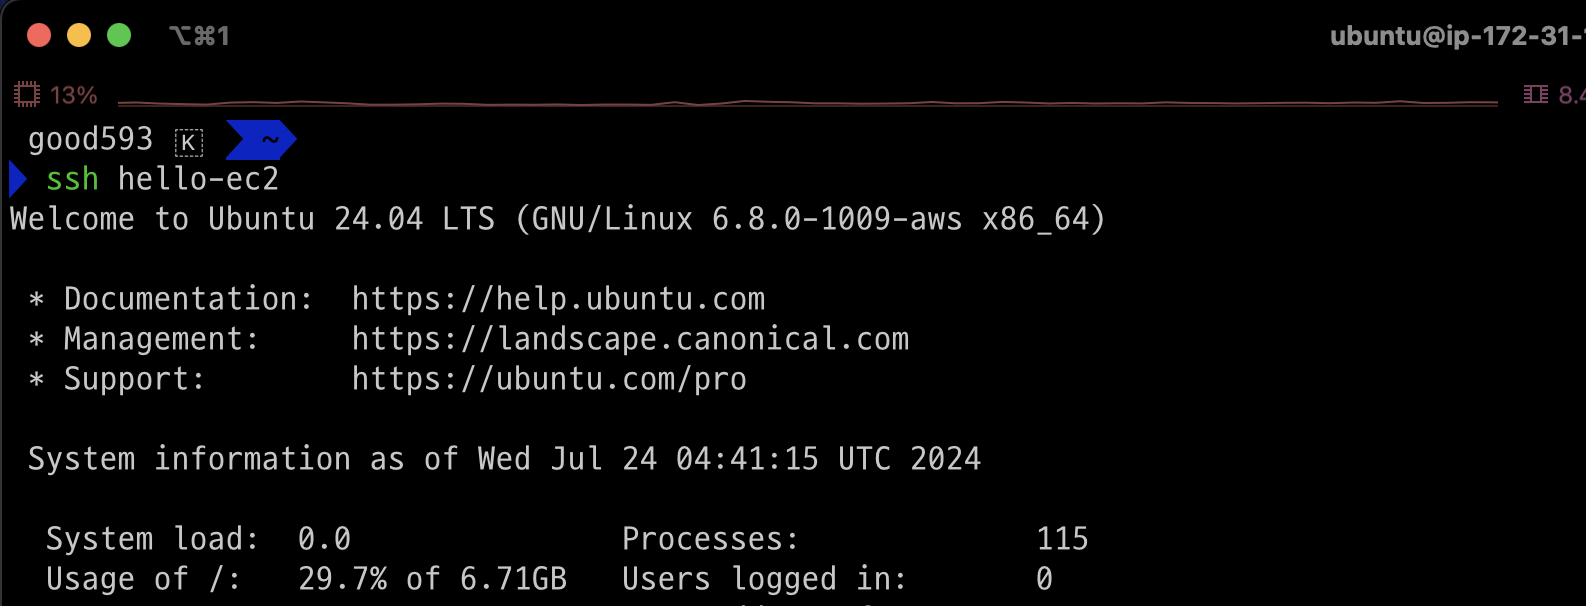 ⌥⌘1 ubuntu@ip-172-31-
13% 8.4
good593 K ~
ssh hello-ec2
Welcome to Ubuntu 24.04 LTS (GNU/Linux 6.8.0-1009-aws x86_64)
* Documentation: https://help.ubuntu.com
* Management: https://landscape.canonical.com
* Support: https://ubuntu.com/pro
System information as of Wed Jul 24 04:41:15 UTC 2024
System load: 0.0 Processes: 115
Usage of /: 29.7% of 6.71GB Users logged in: 0